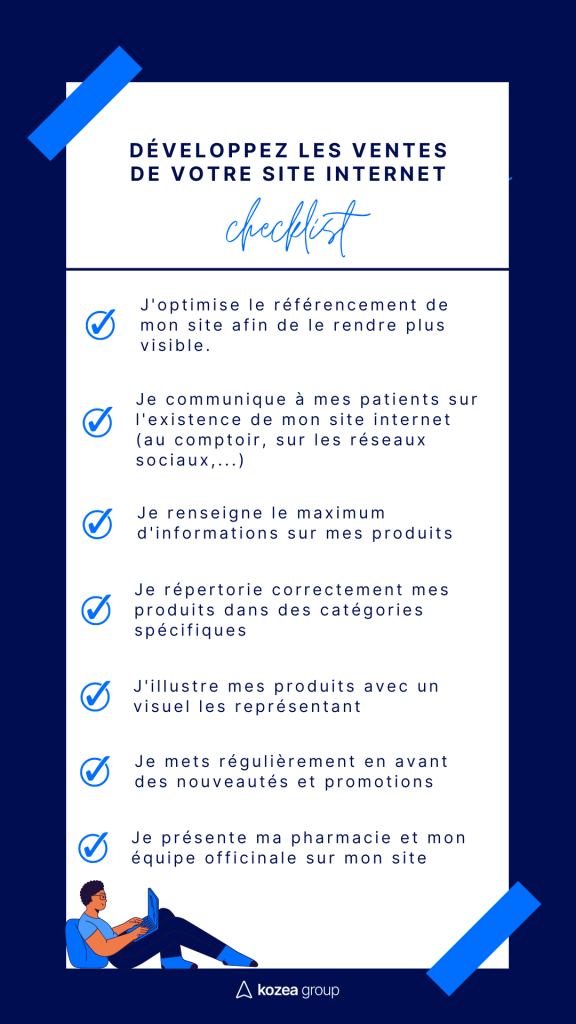 DÉVELOPPEZ LES VENTES
DE VOTRE SITE INTERNET
checklist
J'optimise le référencement de
mon site afin de le rendre plus
visible.
Je communique à mes patients sur
l'existence de mon site internet
(au comptoir, sur les réseaux
sociaux,...)
Je renseigne le maximum
d'informations sur mes produits
Je répertorie correctement mes
produits dans des catégories
spécifiques
J'illustre mes produits avec un
visuel les représentant
Je mets régulièrement en avant
des nouveautés et promotions
Je présente ma pharmacie et mon
équipe officinale sur mon site
kozea group